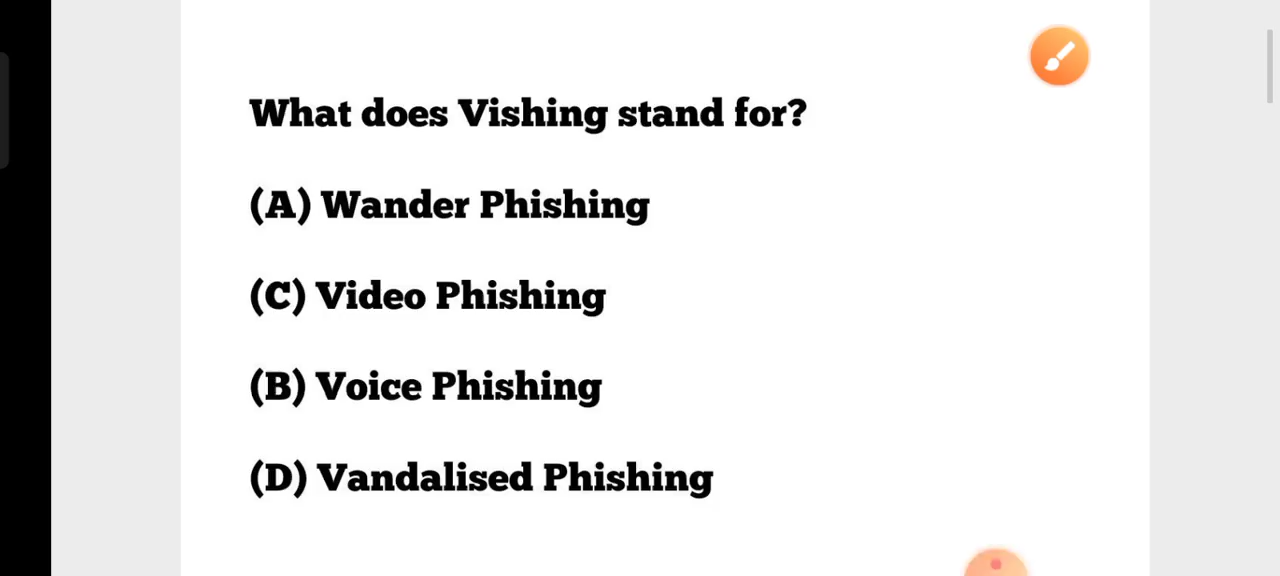 What does Vishing stand for?
(A) Wander Phishing
(C) Video Phishing
(B) Voice Phishing
(D) Vandalised Phishing